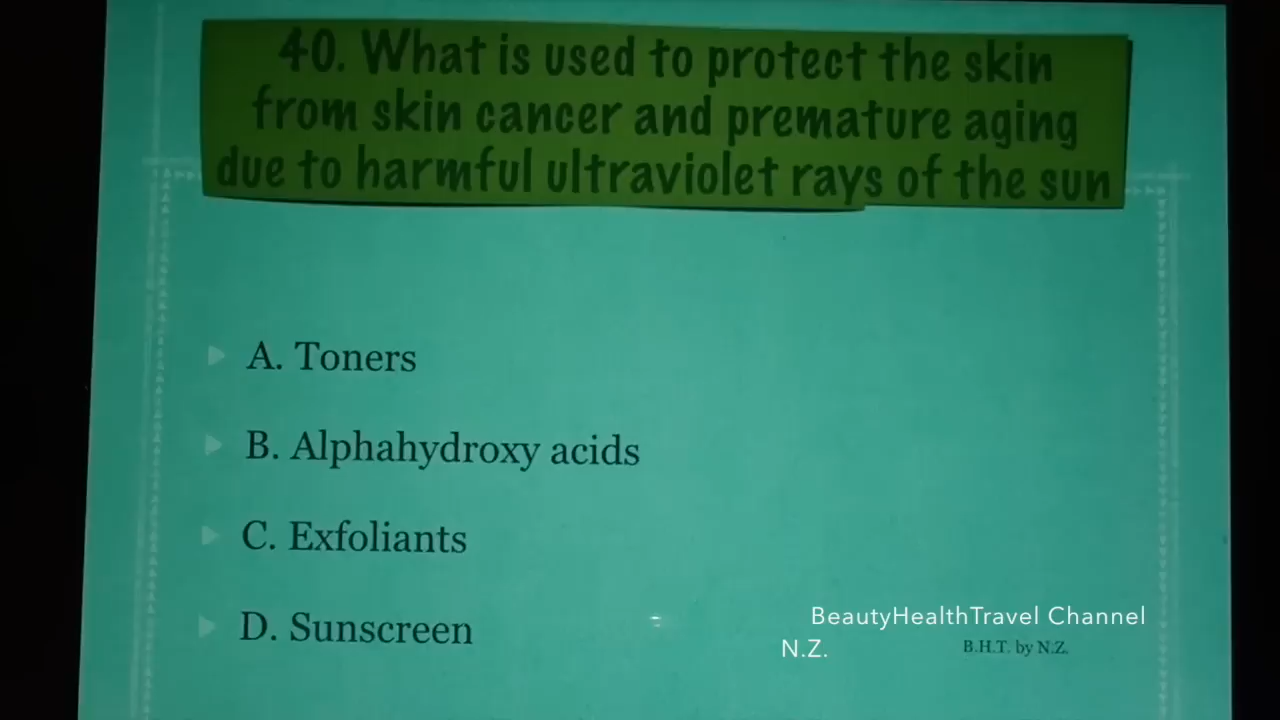 40. What is used to protect the skin
from skin cancer and premature aging
due to harmful ultraviolet rays of the sun
A. Toners
B. Alphahydroxy acids
C. Exfoliants
D. Sunscreen
BeautyHealthTravel Channel
N.Z.
B.H.T. by N.Z.